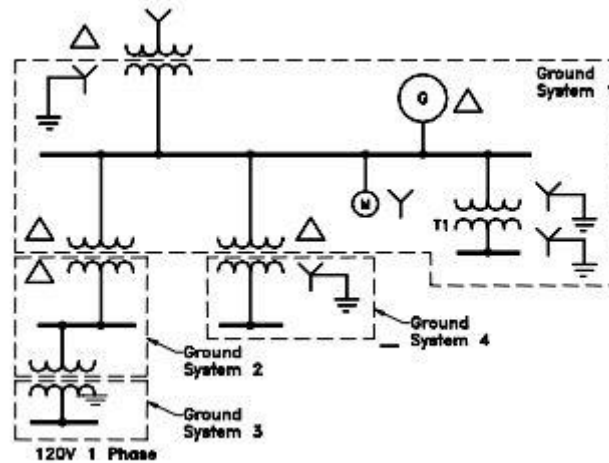 Ground
System 1
G
M
T1
Ground
System 4
Ground
System 2
Ground
System 3
120V 1 Phase